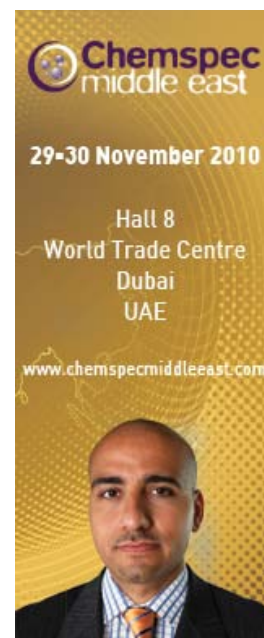 Chemspec
middle east
29-30 November 2010
Hall 8
World Trade Centre
Dubai
UAE
www.chemspecmiddleeast.com